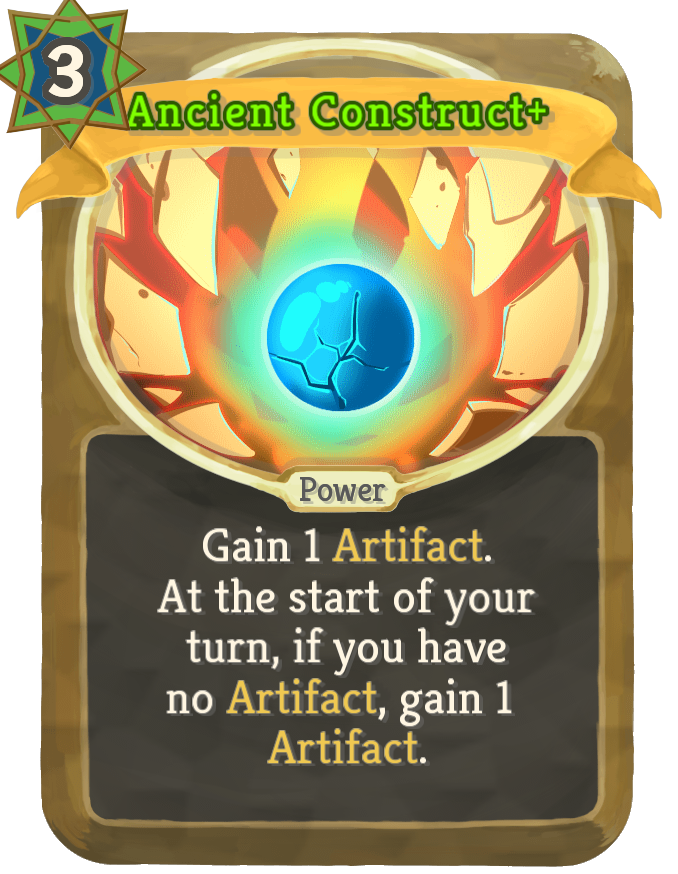 3
Ancient Construct+
Power
Gain 1 Artifact.
At the start of your
turn, if you have
no Artifact, gain 1
Artifact.